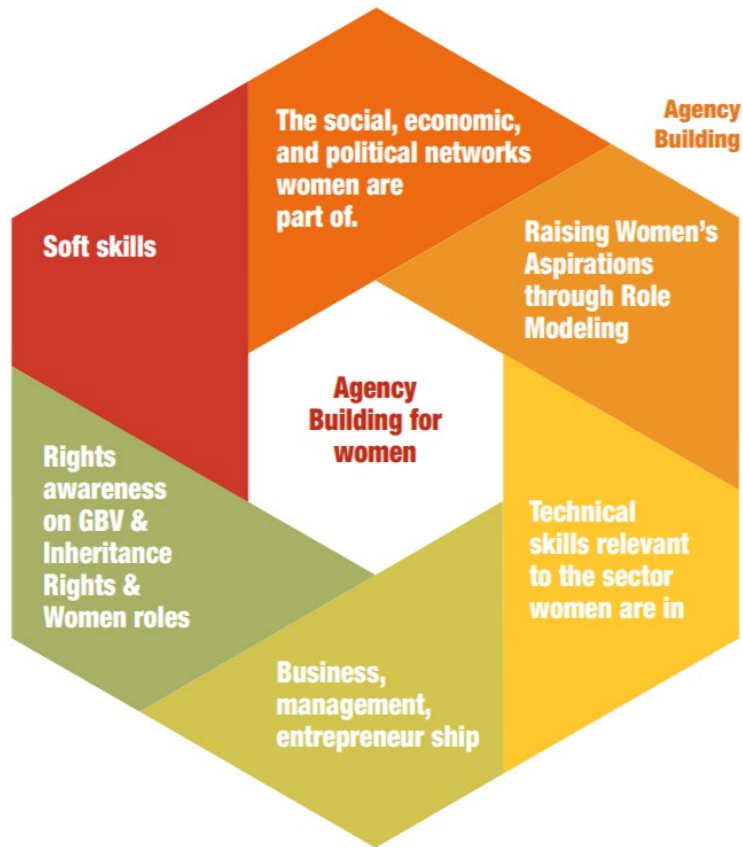 Agency
Building
The social, economic,
and political networks
women are
part of.
Raising Women’s
Aspirations
through Role
Modeling
Technical
skills relevant
to the sector
women are in
Business,
management,
entrepreneur ship
Rights
awareness
on GBV &
Inheritance
Rights &
Women roles
Soft skills
Agency
Building for
women